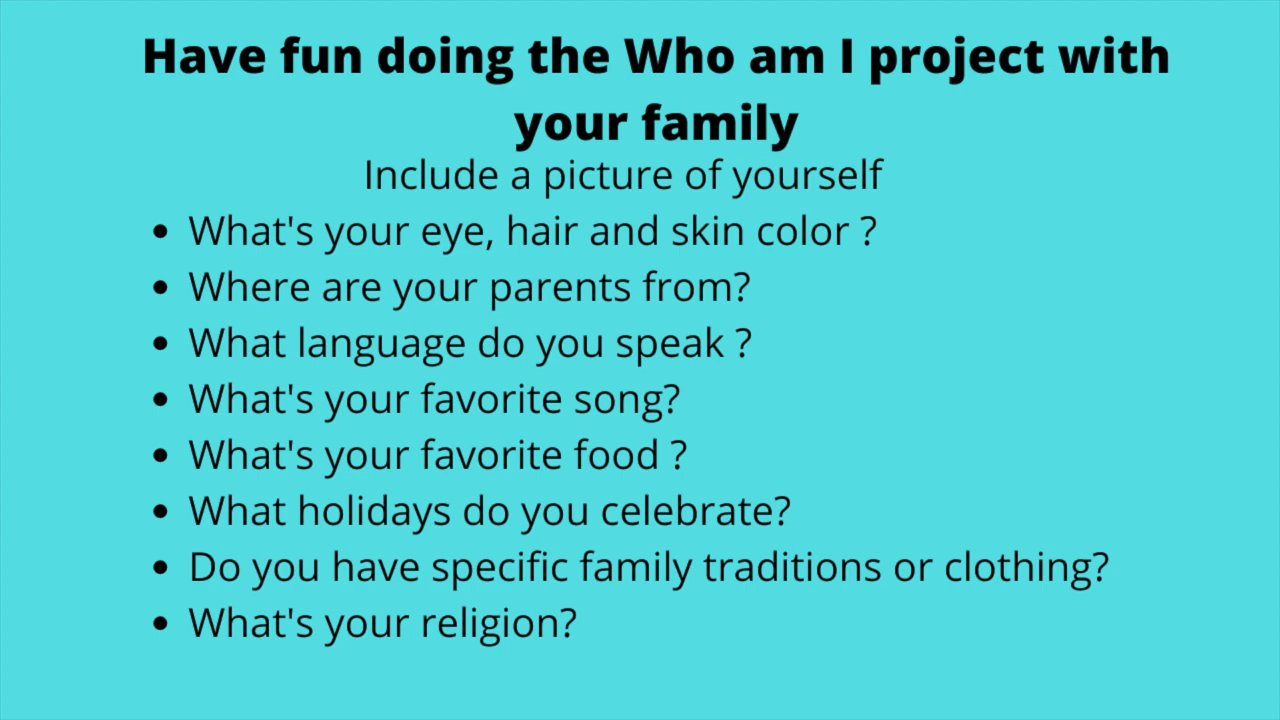 Have fun doing the Who am I project with
your family
Include a picture of yourself
• What's your eye, hair and skin color ?
• Where are your parents from?
• What language do you speak ?
• What's your favorite song?
• What's your favorite food ?
• What holidays do you celebrate?
• Do you have specific family traditions or clothing?
• What's your religion?